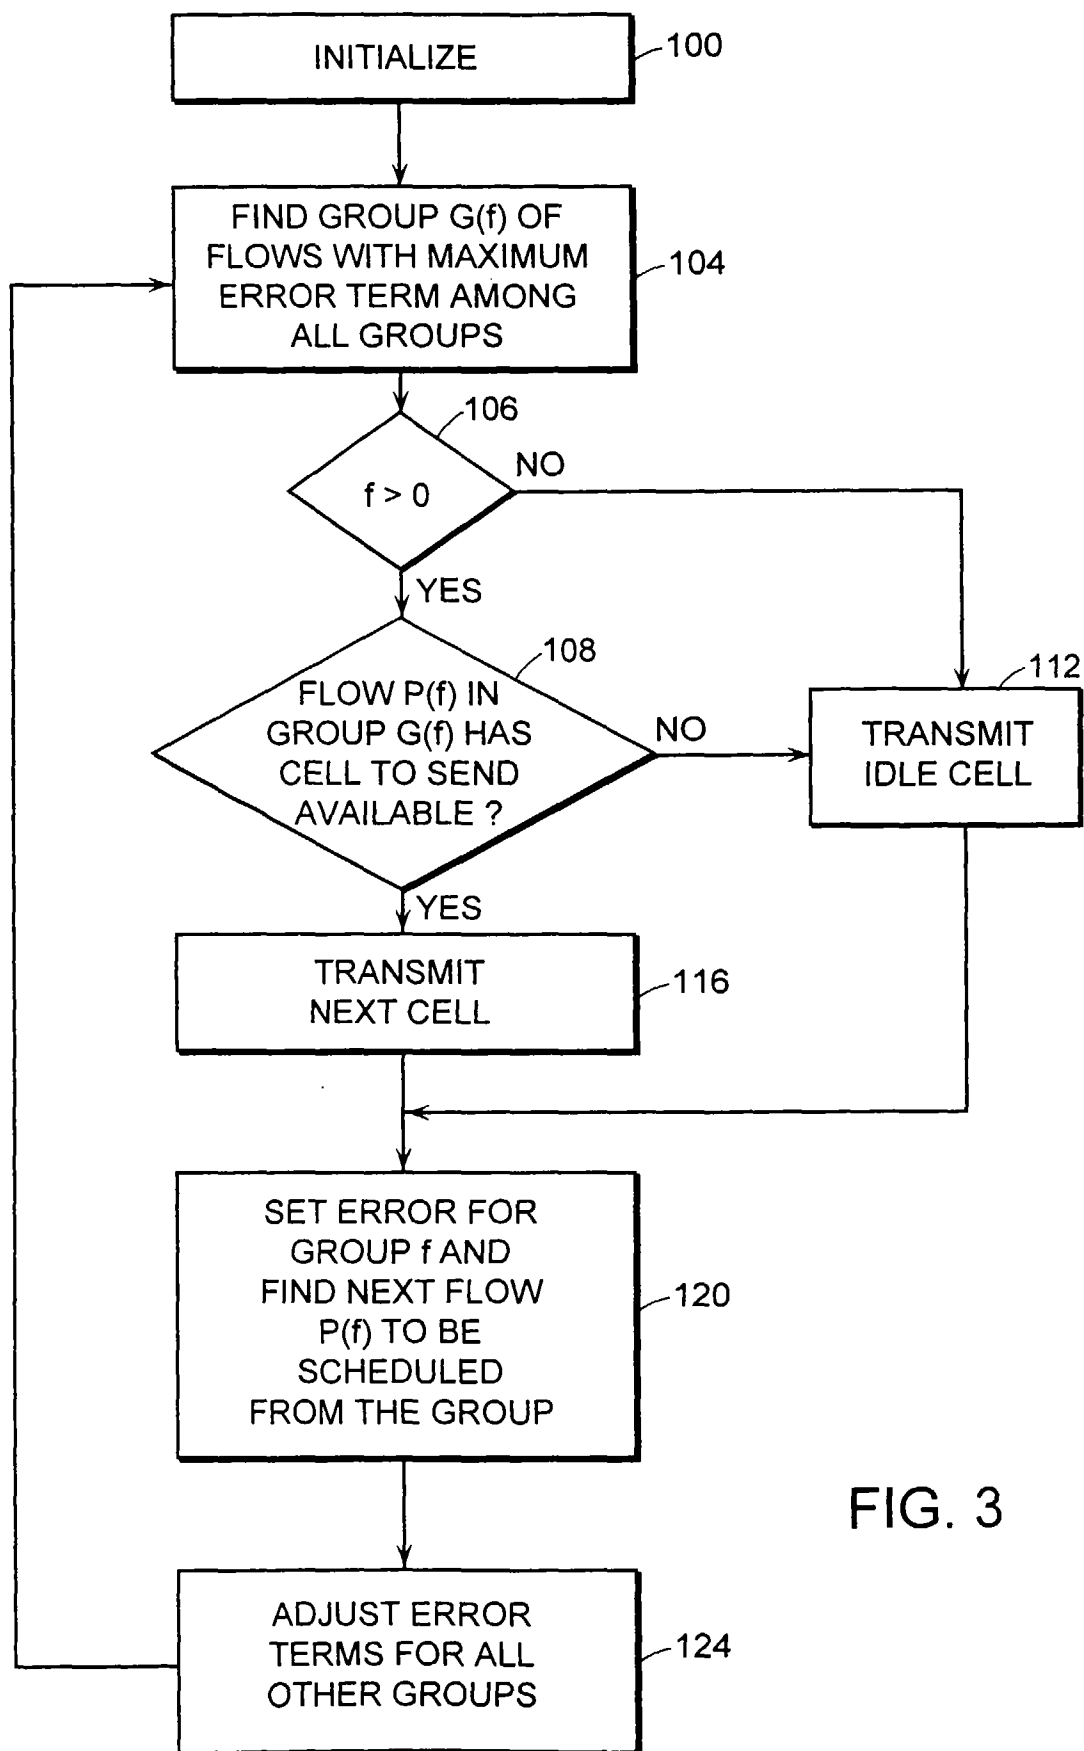 INITIALIZE
100
FIND GROUP G(f) OF
FLOWS WITH MAXIMUM
ERROR TERM AMONG
ALL GROUPS
104
106
f > 0
NO
YES
108
FLOW P(f) IN
GROUP G(f) HAS
CELL TO SEND
AVAILABLE ?
NO
112
TRANSMIT
IDLE CELL
YES
TRANSMIT
NEXT CELL
116
SET ERROR FOR
GROUP f AND
FIND NEXT FLOW
P(f) TO BE
SCHEDULED
FROM THE GROUP
120
FIG. 3
ADJUST ERROR
TERMS FOR ALL
OTHER GROUPS
124